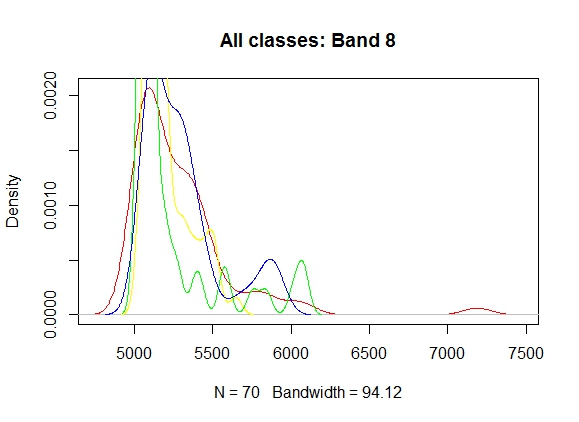 All classes: Band 8
Density
0.0020
0.0010
0.0000
5000 5500 6000 6500 7000 7500
N = 70 Bandwidth = 94.12